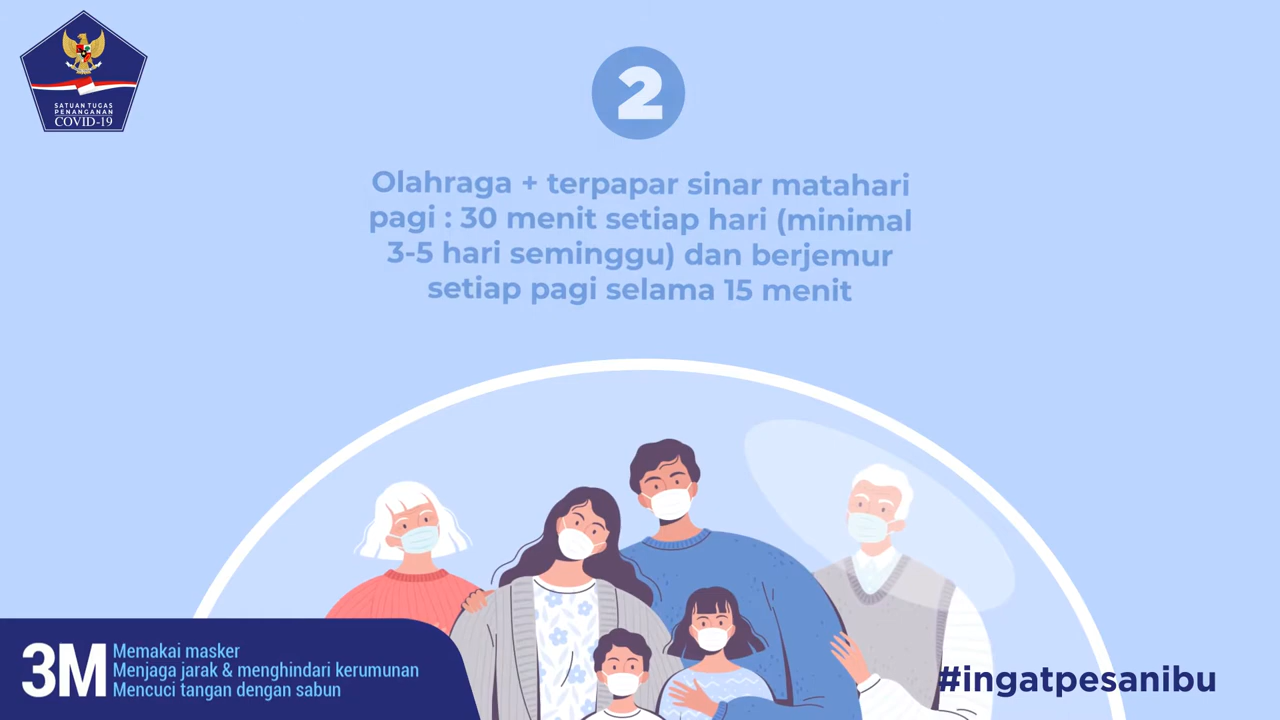 SATUAN TUGAS
PENANGANAN
COVID-19
2
Olahraga + terpapar sinar matahari
pagi : 30 menit setiap hari (minimal
3-5 hari seminggu) dan berjemur
setiap pagi selama 15 menit
3M
Memakai masker
Menjaga jarak & menghindari kerumunan
Mencuci tangan dengan sabun
#ingatpesanibu